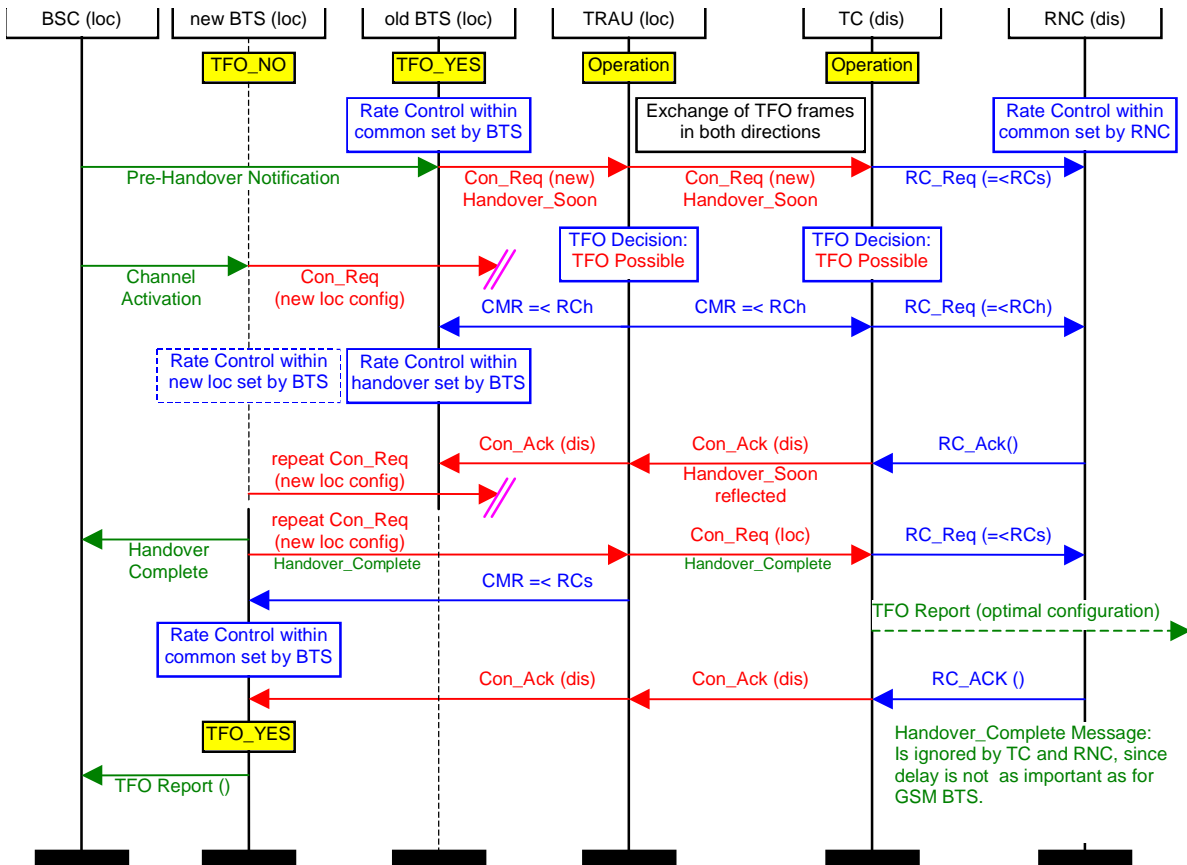 BSC (loc)
new BTS (loc)
old BTS (loc)
TRAU (loc)
TC (dis)
RNC (dis)
TFO_NO
TFO_YES
Operation
Operation
Rate Control within
common set by BTS
Exchange of TFO frames
in both directions
Rate Control within
common set by RNC
Pre-Handover Notification
Con_Req (new)
Handover_Soon
Con_Req (new)
Handover_Soon
RC_Req (=<RCs)
TFO Decision:
TFO Possible
TFO Decision:
TFO Possible
Channel
Activation
Con_Req
(new loc config)
CMR =< RCh
CMR =< RCh
RC_Req (=<RCh)
Rate Control within
new loc set by BTS
Rate Control within
handover set by BTS
Con_Ack (dis)
Con_Ack (dis)
RC_Ack()
Handover_Soon
reflected
repeat Con_Req
(new loc config)
repeat Con_Req
(new loc config)
Handover_Complete
Handover
Complete
Con_Req (loc)
Handover_Complete
RC_Req (=<RCs)
CMR =< RCs
TFO Report (optimal configuration)
Rate Control within
common set by BTS
Con_Ack (dis)
Con_Ack (dis)
RC_ACK ()
TFO_YES
Handover_Complete Message:
Is ignored by TC and RNC, since
delay is not as important as for
GSM BTS.
TFO Report ()